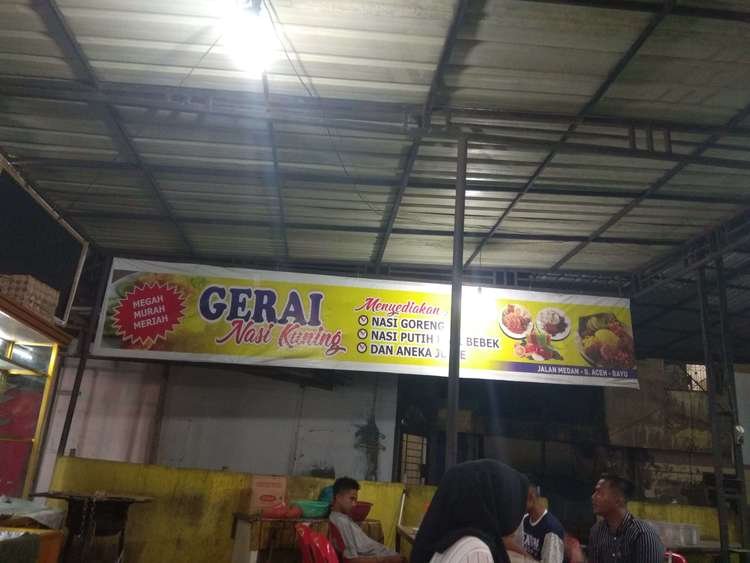 MEGAH
MURAH
MERIAH
GERAI
Nasi Kuning
Menyediakan
NASI GORENG
NASI PUTIH BEBEK
DAN ANEKA
JALAN MEDAN - B. ACEH - BAYU